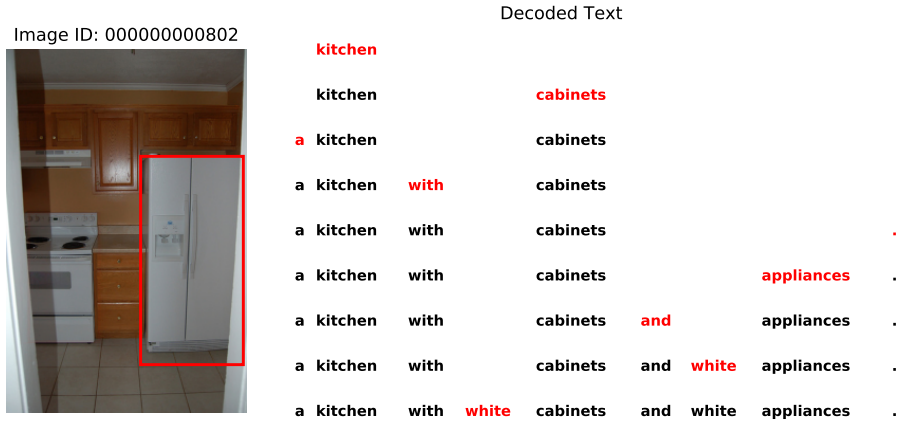 Decoded Text
Image ID: 000000000802
kitchen
kitchen cabinets
a kitchen cabinets
a kitchen with cabinets
a kitchen with cabinets .
a kitchen with cabinets appliances .
a kitchen with cabinets and appliances .
a kitchen with cabinets and white appliances .
a kitchen with white cabinets and white appliances .